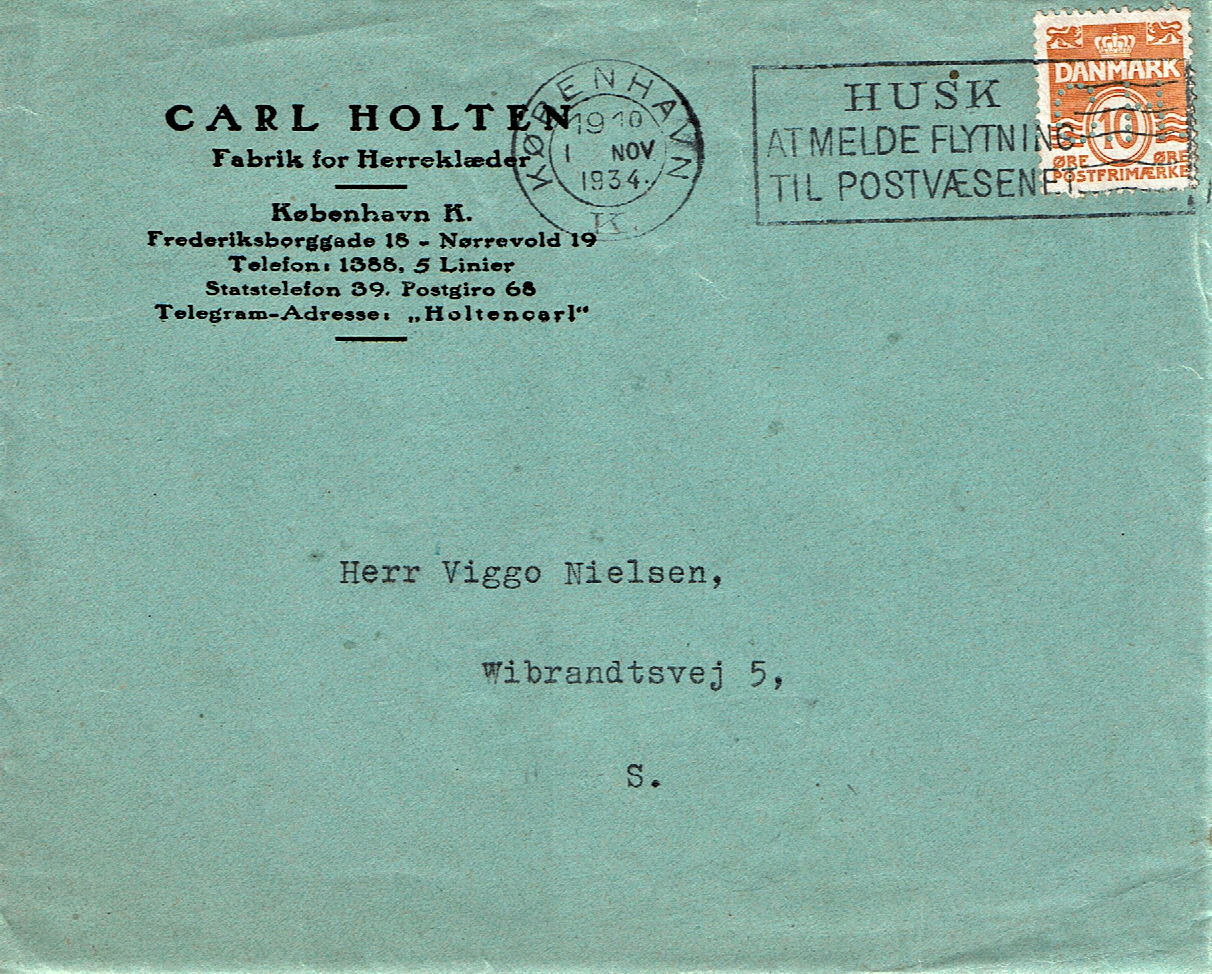 CARL HOLTEN
Fabrik for Herreklæder
København K.
Frederiksborggade 18 - Nørrevold 19
Telefon: 1388, 5 Linier
Statstelefon 39. Postgiro 68
Telegram-Adresse: „Holtencarl“
KØBENHAVN
19 10
1 NOV
1934.
K.
HUSK
AT MELDE FLYTNING
TIL POSTVÆSENET
DANMARK
10
ØRE ØRE
POSTFRIMÆRKE
Herr Viggo Nielsen,
Wibrandtsvej 5,
S.